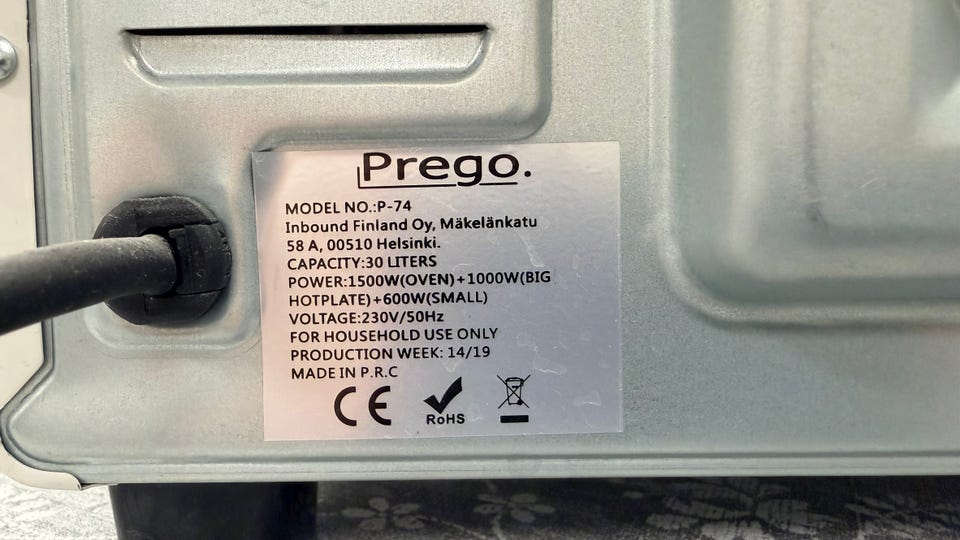 Prego.
MODEL NO.:P-74
Inbound Finland Oy, Mäkelänkatu
58 A, 00510 Helsinki.
CAPACITY:30 LITERS
POWER:1500W(OVEN)+1000W(BIG
HOTPLATE)+600W(SMALL)
VOLTAGE:230V/50Hz
FOR HOUSEHOLD USE ONLY
PRODUCTION WEEK: 14/19
MADE IN P.R.C
CE RoHS